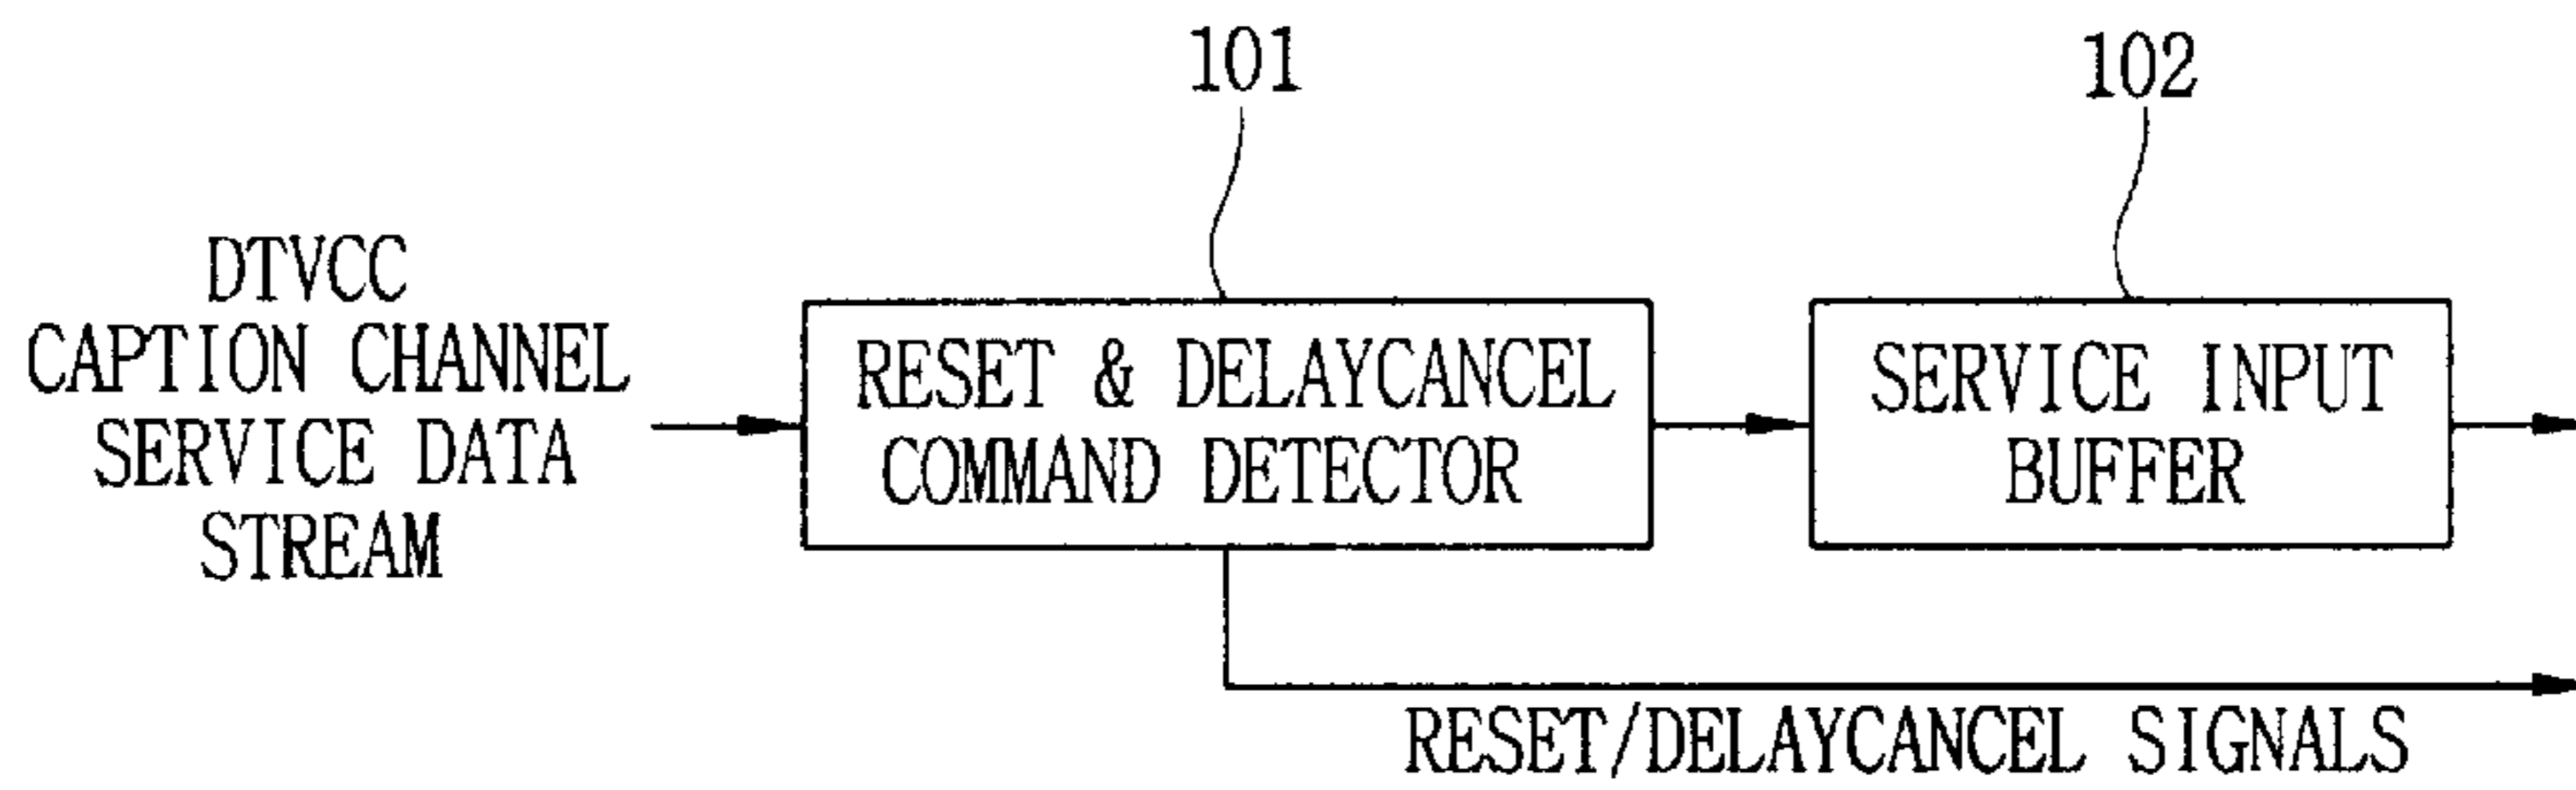 101
102
DTVCC
CAPTION CHANNEL
SERVICE DATA
STREAM
RESET & DELAYCANCEL
COMMAND DETECTOR
SERVICE INPUT
BUFFER
RESET/DELAYCANCEL SIGNALS